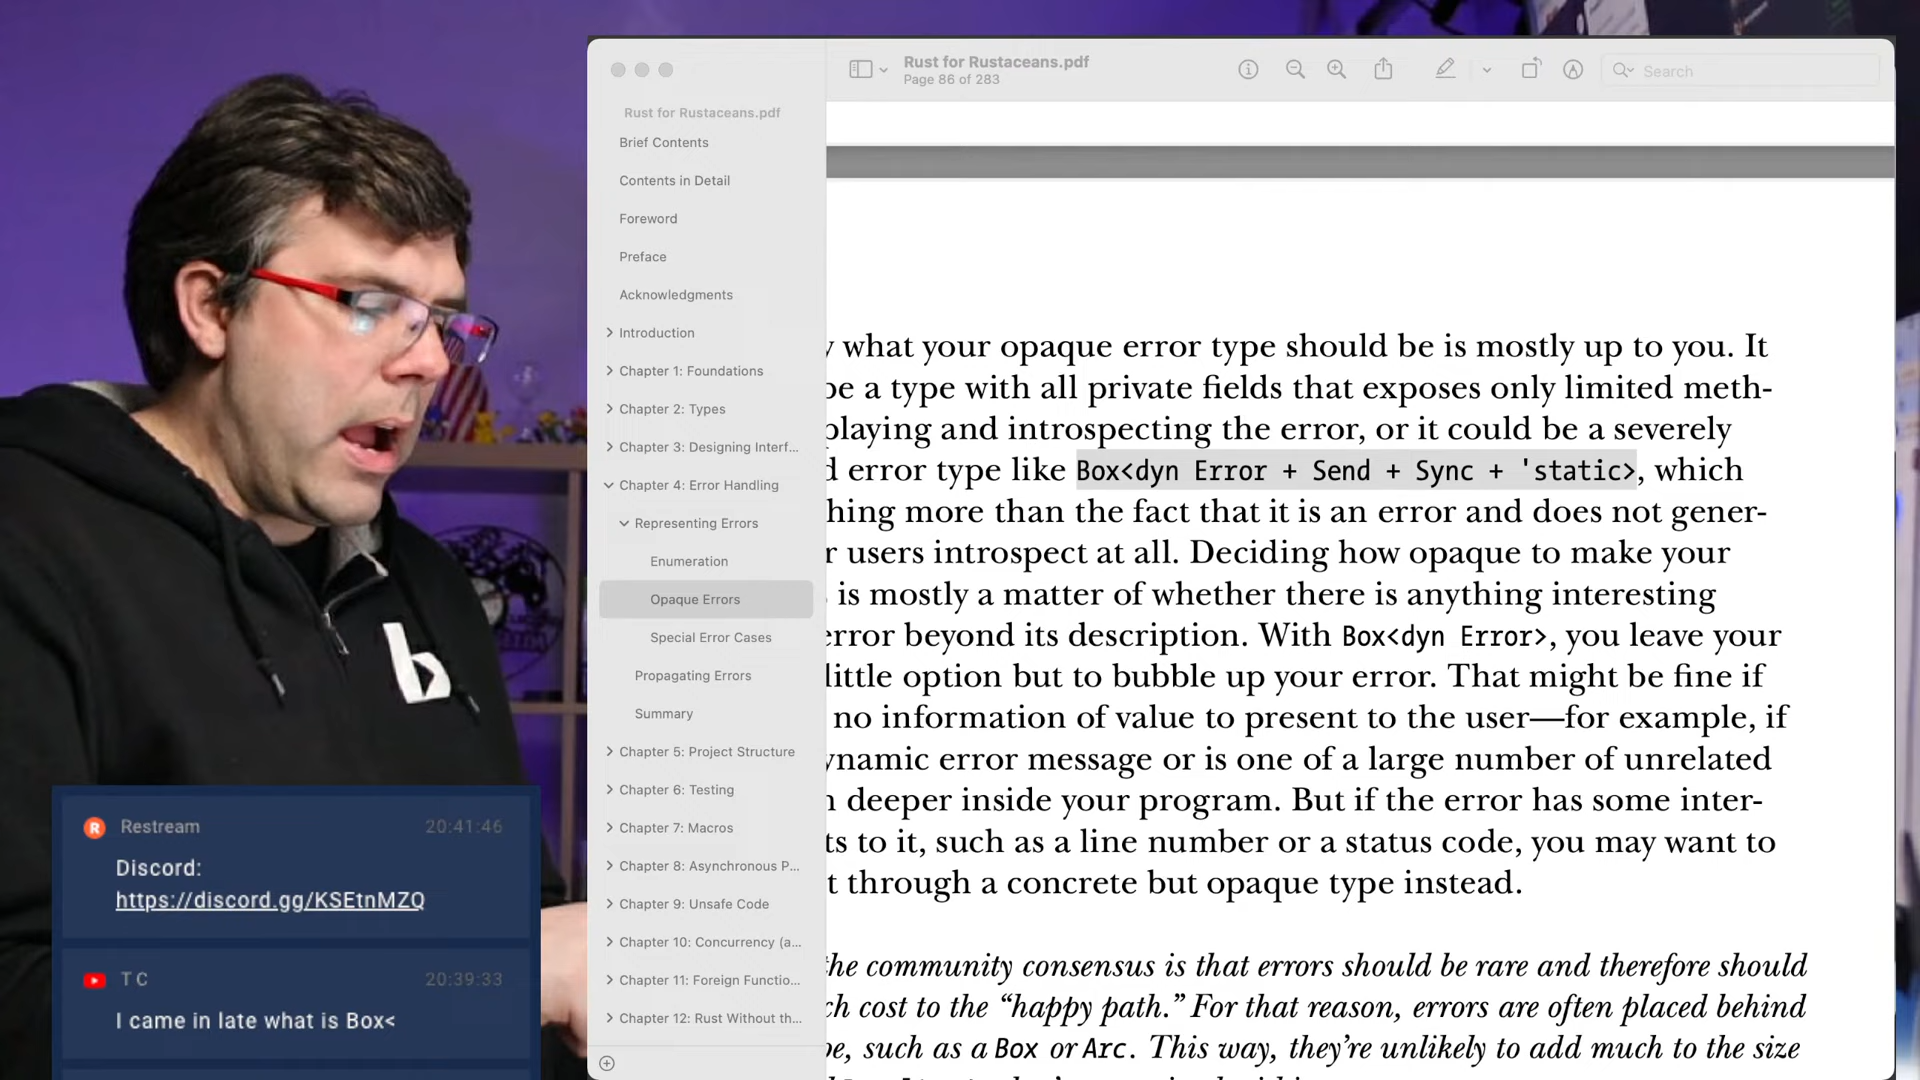 Rust for Rustaceans.pdf
Page 86 of 283
Search
Rust for Rustaceans.pdf
Brief Contents
Contents in Detail
Foreword
Preface
Acknowledgments
Introduction
Chapter 1: Foundations
Chapter 2: Types
Chapter 3: Designing Interf...
Chapter 4: Error Handling
Representing Errors
Enumeration
Opaque Errors
Special Error Cases
Propagating Errors
Summary
Chapter 5: Project Structure
Chapter 6: Testing
Chapter 7: Macros
Chapter 8: Asynchronous P...
Chapter 9: Unsafe Code
Chapter 10: Concurrency (a...
Chapter 11: Foreign Functio...
Chapter 12: Rust Without th...
what your opaque error type should be is mostly up to you. It
be a type with all private fields that exposes only limited meth-
playing and introspecting the error, or it could be a severely
d error type like Box<dyn Error + Send + Sync + 'static>, which
hing more than the fact that it is an error and does not gener-
r users introspect at all. Deciding how opaque to make your
is mostly a matter of whether there is anything interesting
error beyond its description. With Box<dyn Error>, you leave your
little option but to bubble up your error. That might be fine if
no information of value to present to the user—for example, if
ynamic error message or is one of a large number of unrelated
n deeper inside your program. But if the error has some inter-
ts to it, such as a line number or a status code, you may want to
t through a concrete but opaque type instead.
the community consensus is that errors should be rare and therefore should
ch cost to the “happy path.” For that reason, errors are often placed behind
pe, such as a Box or Arc. This way, they’re unlikely to add much to the size
Restream 20:41:46
Discord:
https://discord.gg/KSEtnMZQ
T C 20:39:33
I came in late what is Box<